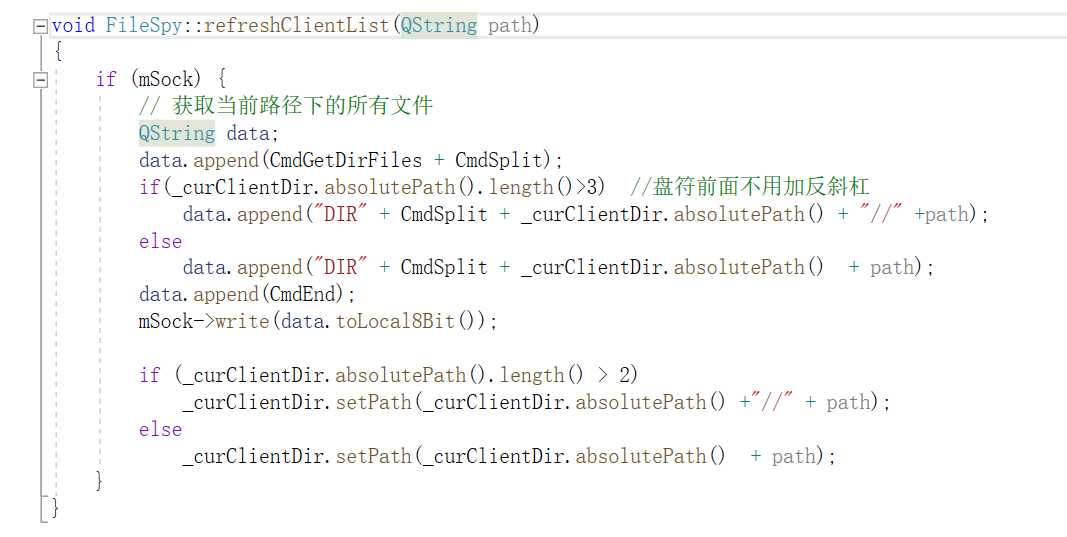 void FileSpy::refreshClientList(QString path)
{
if (mSock) {
// 获取当前路径下的所有文件
QString data;
data.append(CmdGetDirFiles + CmdSplit);
if(_curClientDir.absolutePath().length()>3)  //盘符前面不用加反斜杠
data.append("DIR" + CmdSplit + _curClientDir.absolutePath() + "//" +path);
else
data.append("DIR" + CmdSplit + _curClientDir.absolutePath()  + path);
data.append(CmdEnd);
mSock->write(data.toLocal8Bit());
if (_curClientDir.absolutePath().length() > 2)
_curClientDir.setPath(_curClientDir.absolutePath() +"//" + path);
else
_curClientDir.setPath(_curClientDir.absolutePath()  + path);
}
}